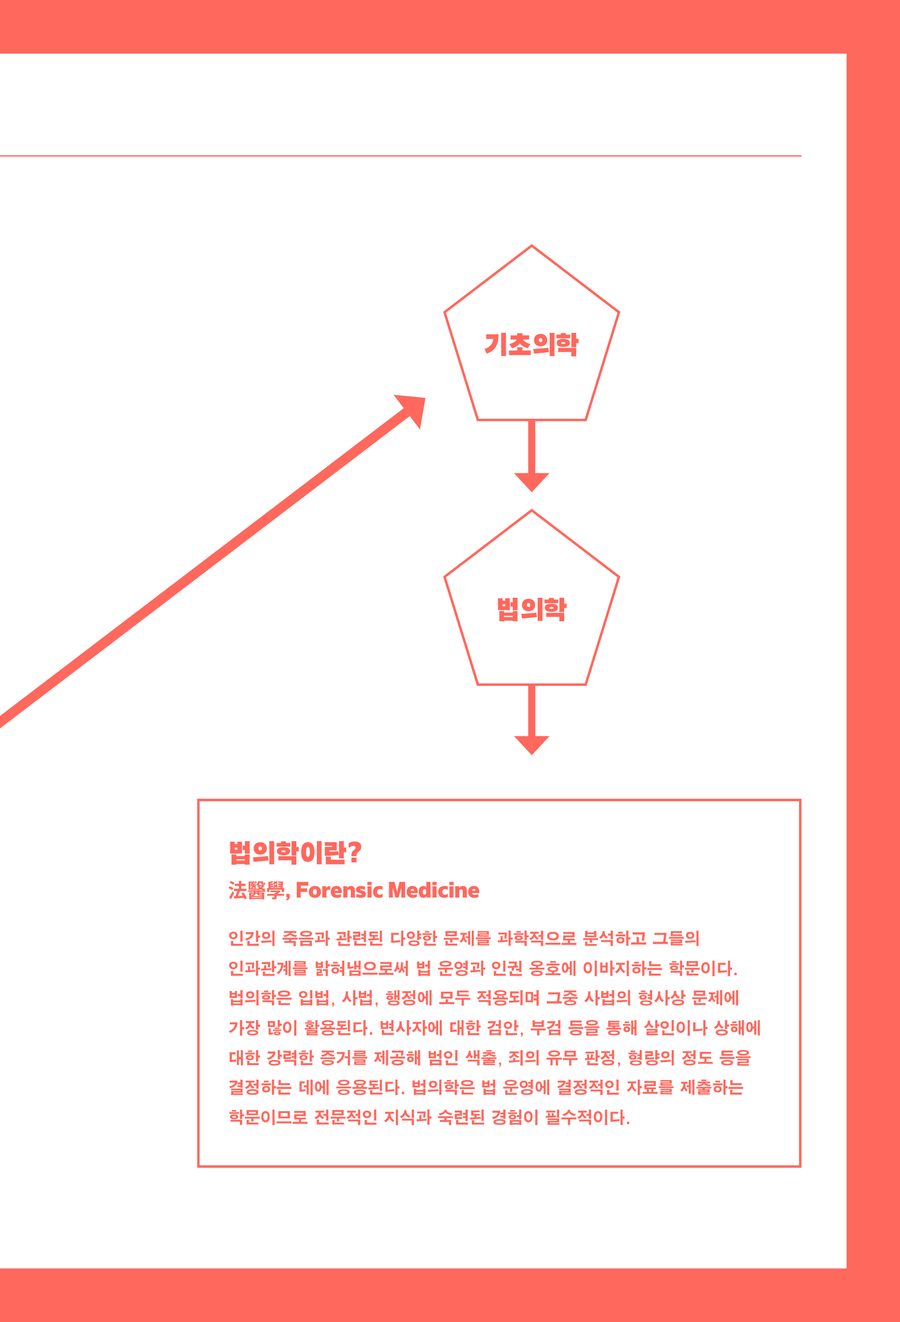 기초의학
법의학
법의학이란?
法醫學, Forensic Medicine
인간의 죽음과 관련된 다양한 문제를 과학적으로 분석하고 그들의
인과관계를 밝혀냄으로써 법 운영과 인권 옹호에 이바지하는 학문이다.
법의학은 입법, 사법, 행정에 모두 적용되며 그중 사법의 형사상 문제에
가장 많이 활용된다. 변사자에 대한 검안, 부검 등을 통해 살인이나 상해에
대한 강력한 증거를 제공해 범인 색출, 죄의 유무 판정, 형량의 정도 등을
결정하는 데에 응용된다. 법의학은 법 운영에 결정적인 자료를 제출하는
학문이므로 전문적인 지식과 숙련된 경험이 필수적이다.